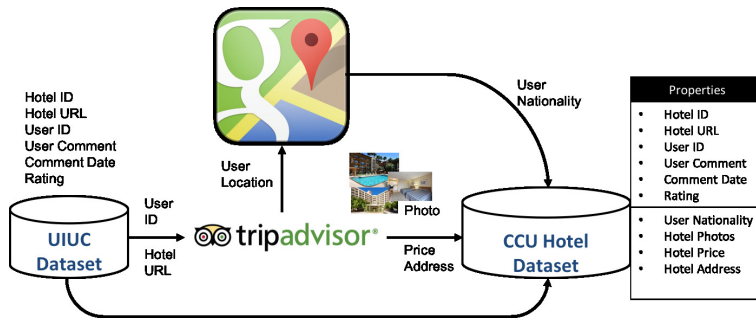 Hotel ID
Hotel URL
User ID
User Comment
Comment Date
Rating
UIUC
Dataset
User
ID
Hotel
URL
tripadvisor®
User
Location
g
User
Nationality
Photo
Price
Address
CCU Hotel
Dataset
Properties
• Hotel ID
• Hotel URL
• User ID
• User Comment
• Comment Date
• Rating
• User Nationality
• Hotel Photos
• Hotel Price
• Hotel Address